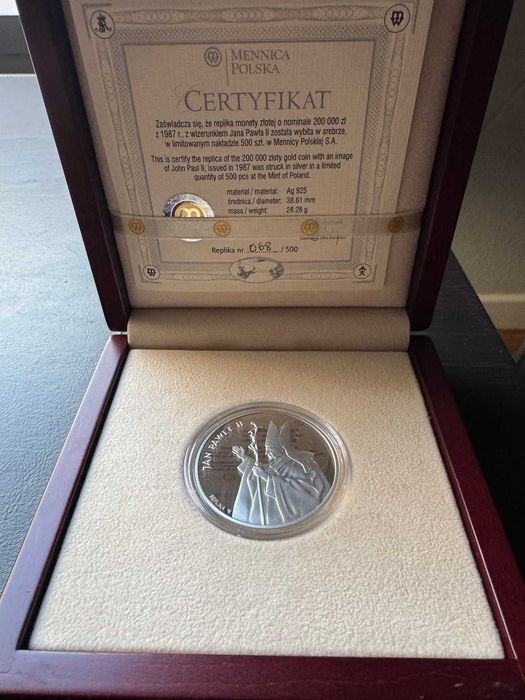 MENNICA
POLSKA
CERTYFIKAT
Zaświadcza się, że replika monety złotej o nominale 200 000 zł
z 1987 r., z wizerunkiem Jana Pawła II została wybita w srebrze,
w limitowanym nakładzie 500 szt. w Mennicy Polskiej S.A.
This is certify the replica of the 200 000 zloty gold coin with an image
of John Paul II, issued in 1987 was struck in silver in a limited
quantity of 500 pcs at the Mint of Poland.
material / material: Ag 925
średnica / diameter: 38.61 mm
masa / weight: 28.28 g
Replika nr 068 / 500
JAN PAWEŁ II
REPLIKA